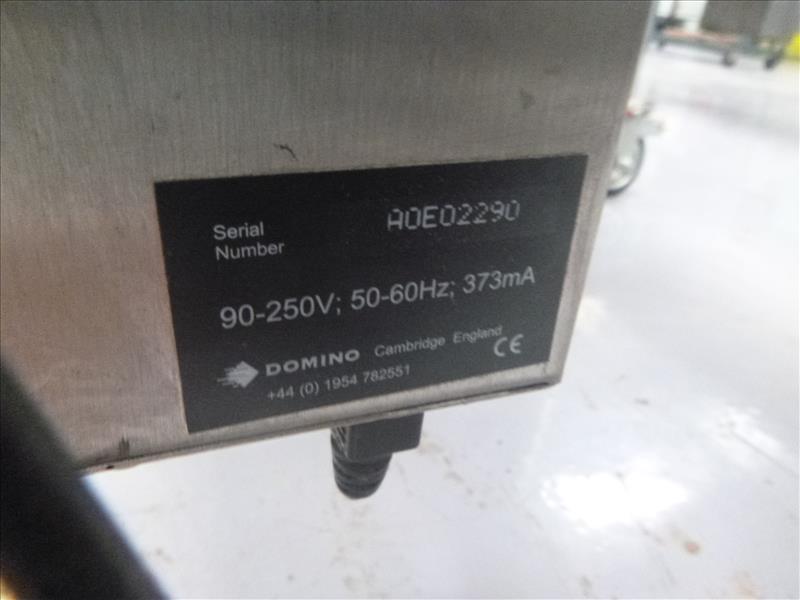 Serial Number A0E02290
90-250V; 50-60Hz; 373mA
DOMINO Cambridge England CE
+44 (0) 1954 782551